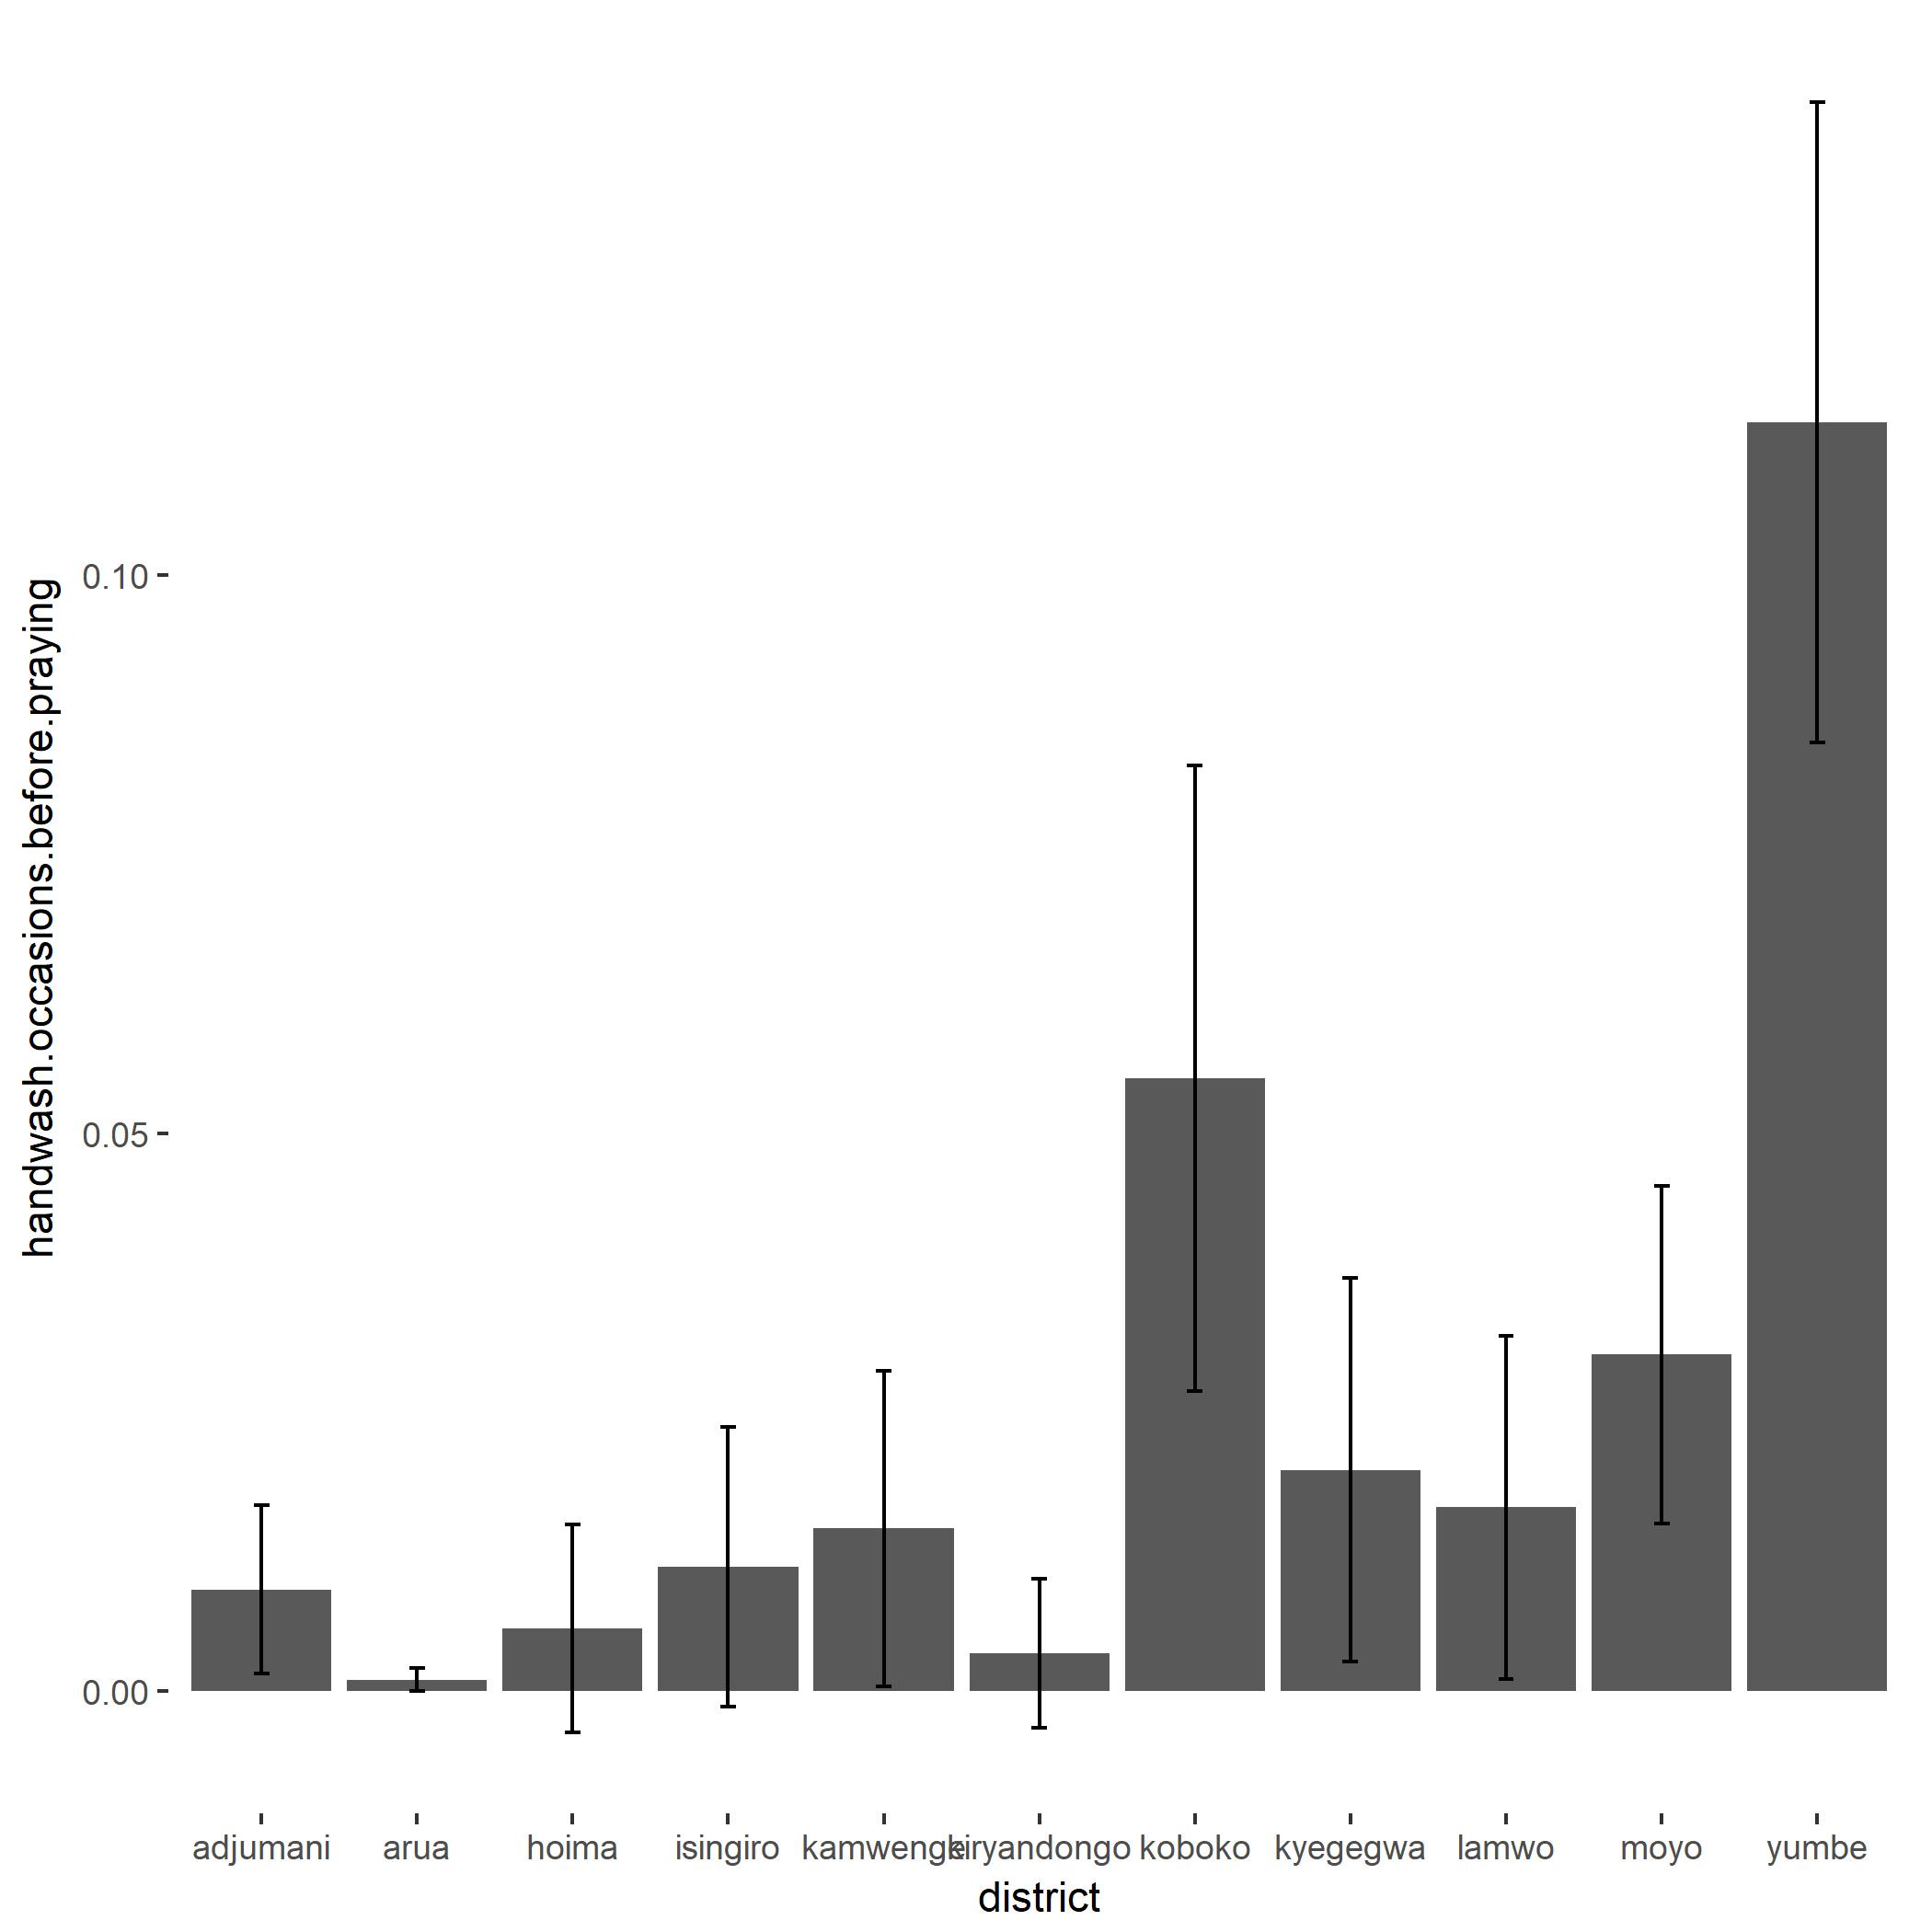 handwash.occasions.before.praying
0.10
0.05
0.00
adjumani arua hoima isingiro kamwenge kiryandongo koboko kyegegwa lamwo moyo yumbe
district